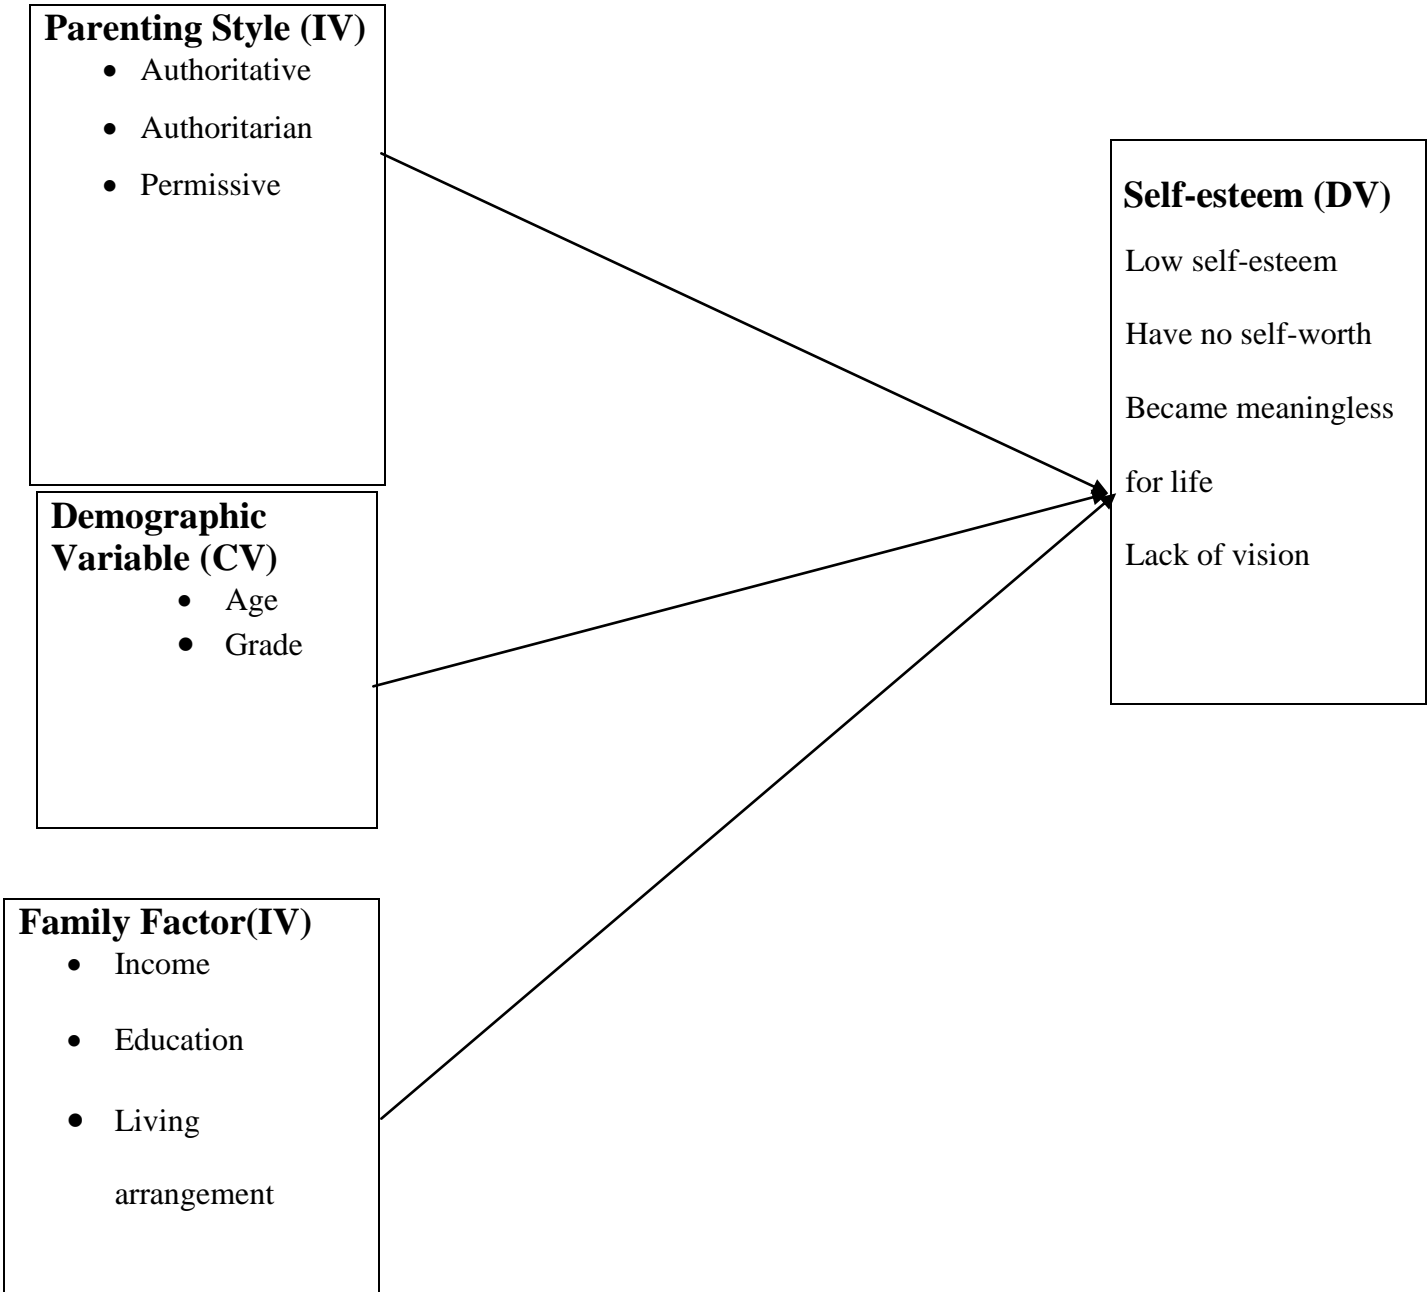 Parenting Style (IV)
• Authoritative
• Authoritarian
• Permissive
Demographic
Variable (CV)
• Age
• Grade
Family Factor(IV)
• Income
• Education
• Living
arrangement
Self-esteem (DV)
Low self-esteem
Have no self-worth
Became meaningless
for life
Lack of vision